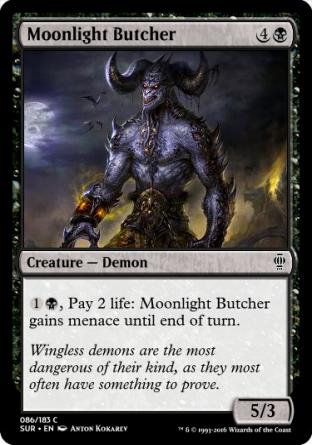 Moonlight Butcher 4
Creature — Demon
1, Pay 2 life: Moonlight Butcher
gains menace until end of turn.
Wingless demons are the most
dangerous of their kind, as they most
often have something to prove.
086/183 C
SUR • EN Anton Kokarev
™ & © 1993-2016 Wizards of the Coast
5/3